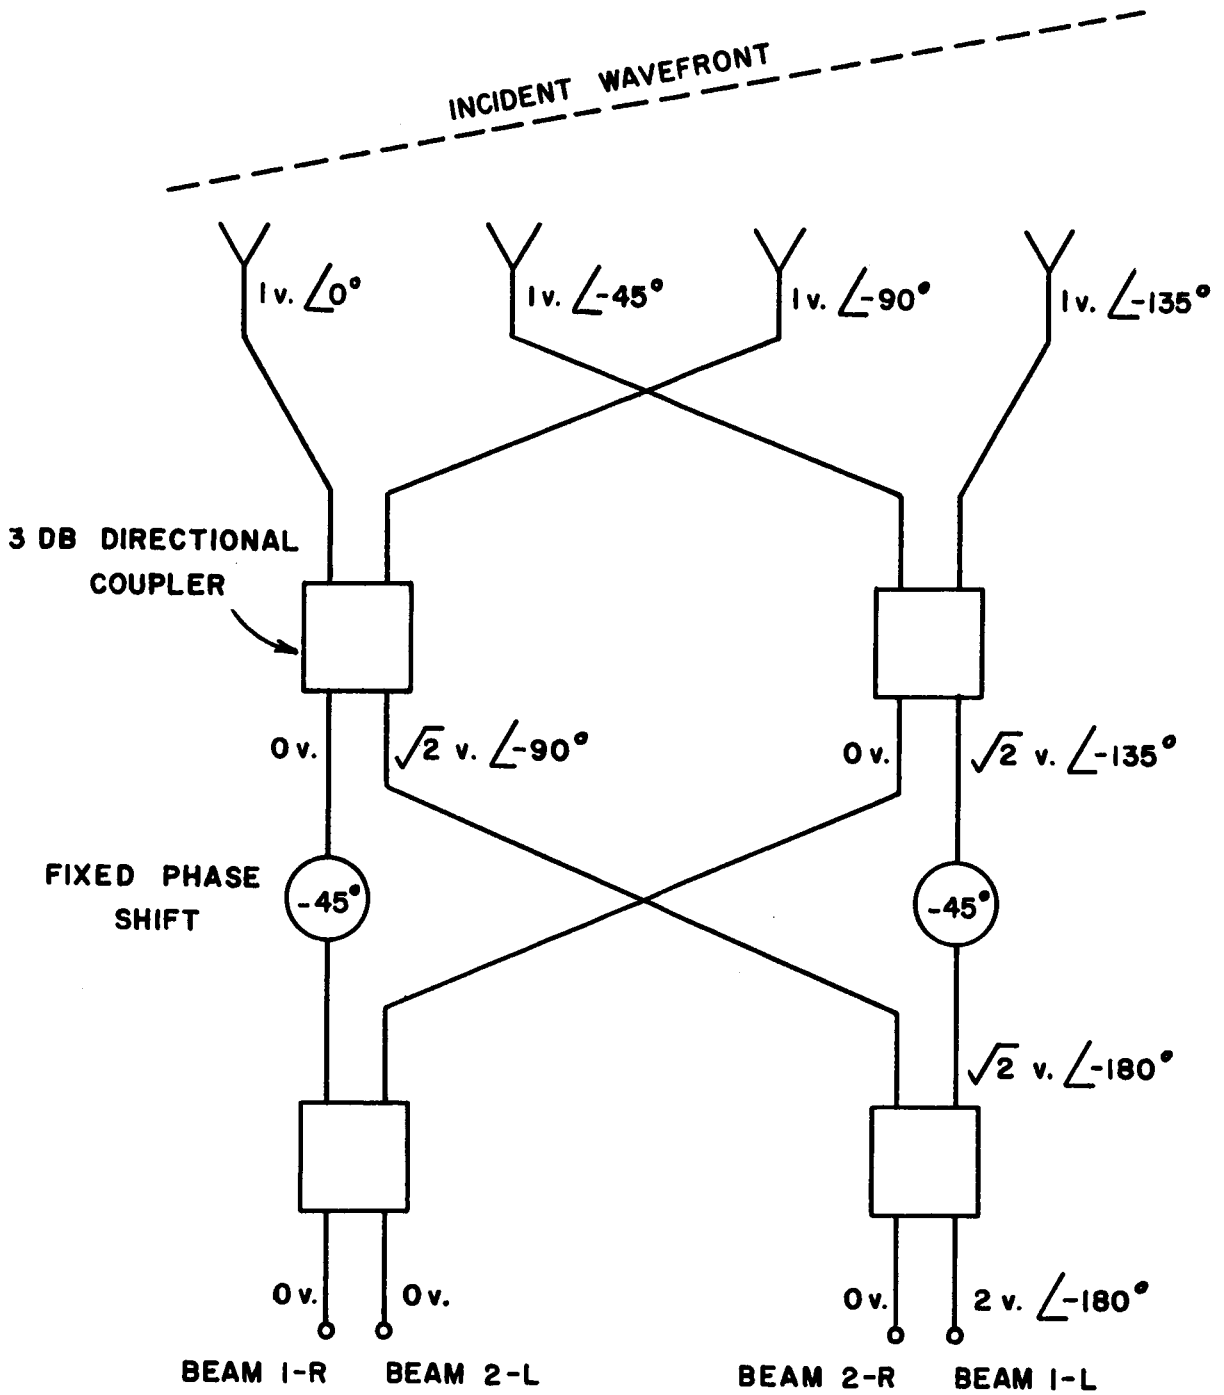 INCIDENT WAVEFRONT
1 v. ∠0°
1 v. ∠-45°
1 v. ∠-90°
1 v. ∠-135°
3 DB DIRECTIONAL
COUPLER
0 v.
√2 v. ∠-90°
0 v.
√2 v. ∠-135°
FIXED PHASE
SHIFT
-45°
-45°
√2 v. ∠-180°
0 v.
0 v.
0 v.
2 v. ∠-180°
BEAM 1-R
BEAM 2-L
BEAM 2-R
BEAM 1-L